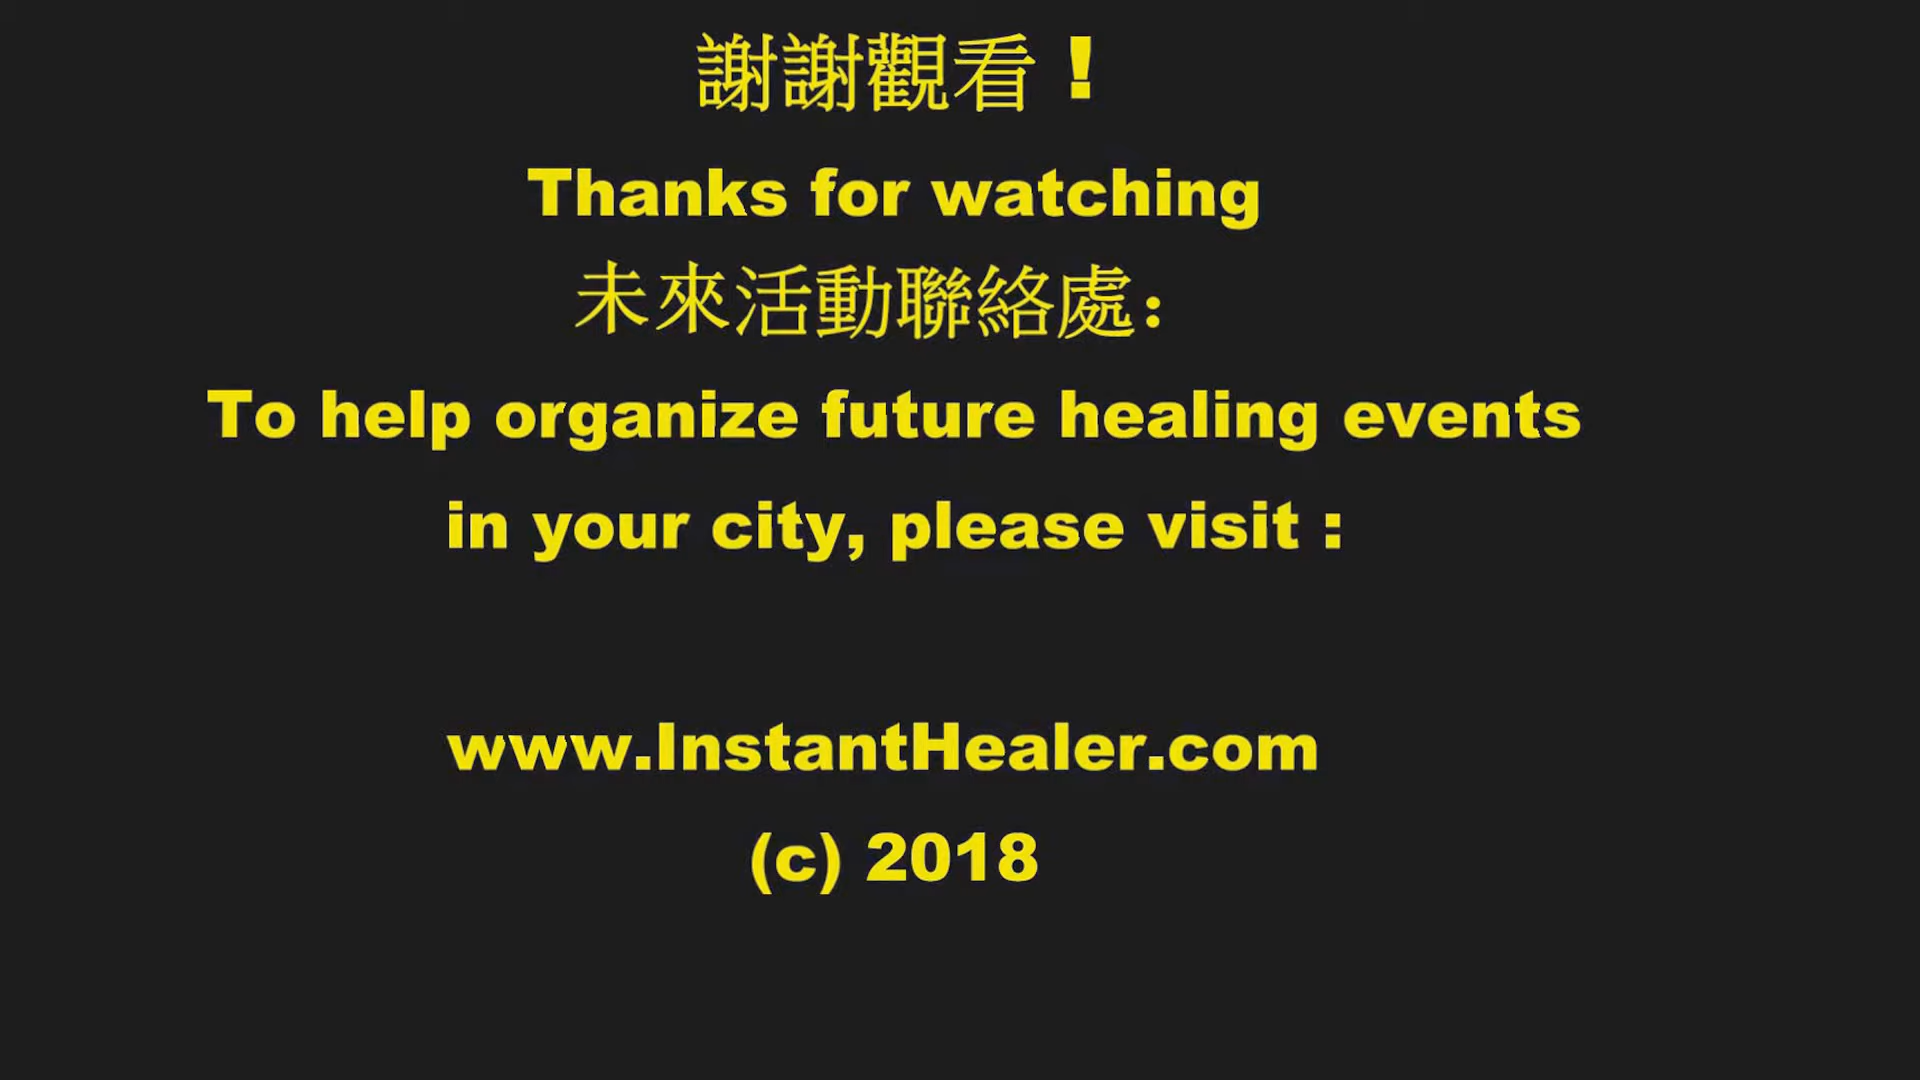 謝謝觀看！
Thanks for watching
未來活動聯絡處:
To help organize future healing events
in your city, please visit :
www.InstantHealer.com
(c) 2018